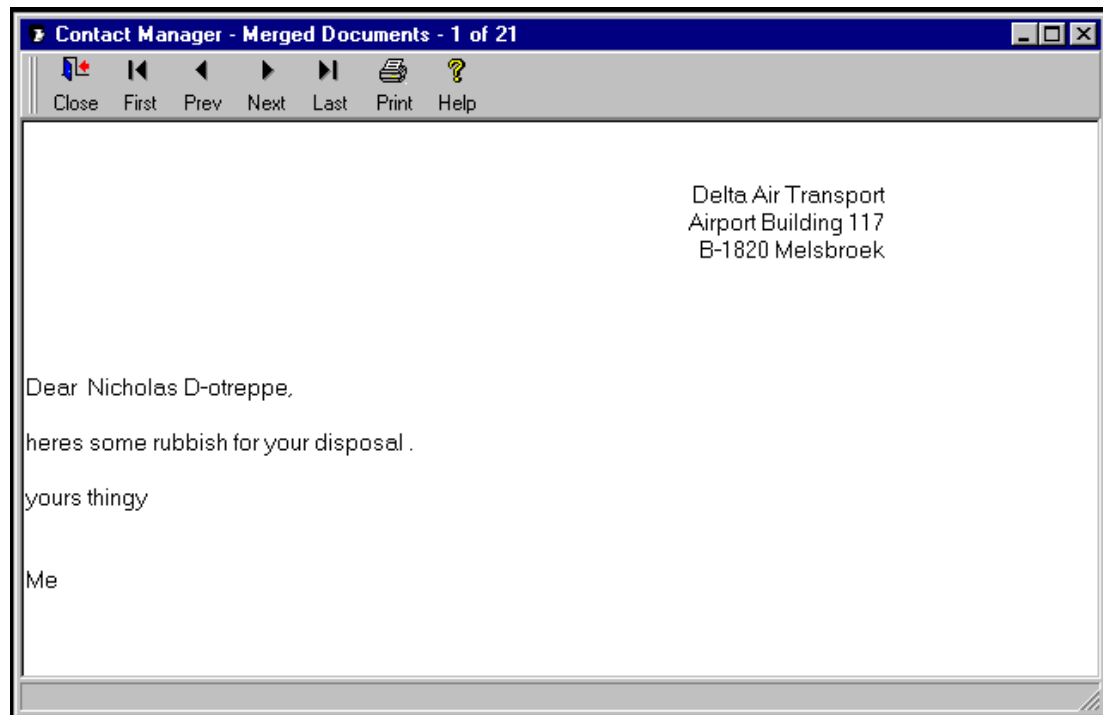 Contact Manager - Merged Documents - 1 of 21
Close First Prev Next Last Print Help
Delta Air Transport
Airport Building 117
B-1820 Melsbroek
Dear  Nicholas D-otreppe,
heres some rubbish for your disposal .
yours thingy
Me